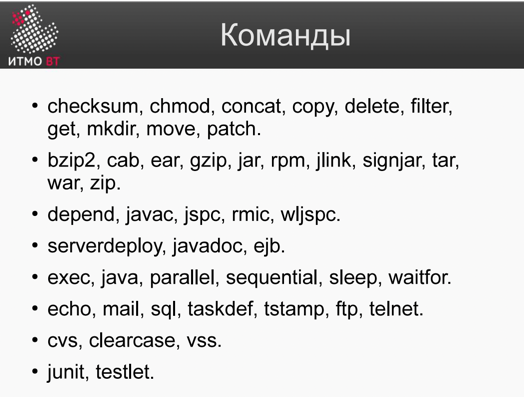 ИТМО ВТ
Команды
• checksum, chmod, concat, copy, delete, filter,
get, mkdir, move, patch.
• bzip2, cab, ear, gzip, jar, rpm, jlink, signjar, tar,
war, zip.
• depend, javac, jspc, rmic, wljspc.
• serverdeploy, javadoc, ejb.
• exec, java, parallel, sequential, sleep, waitfor.
• echo, mail, sql, taskdef, tstamp, ftp, telnet.
• cvs, clearcase, vss.
• junit, testlet.